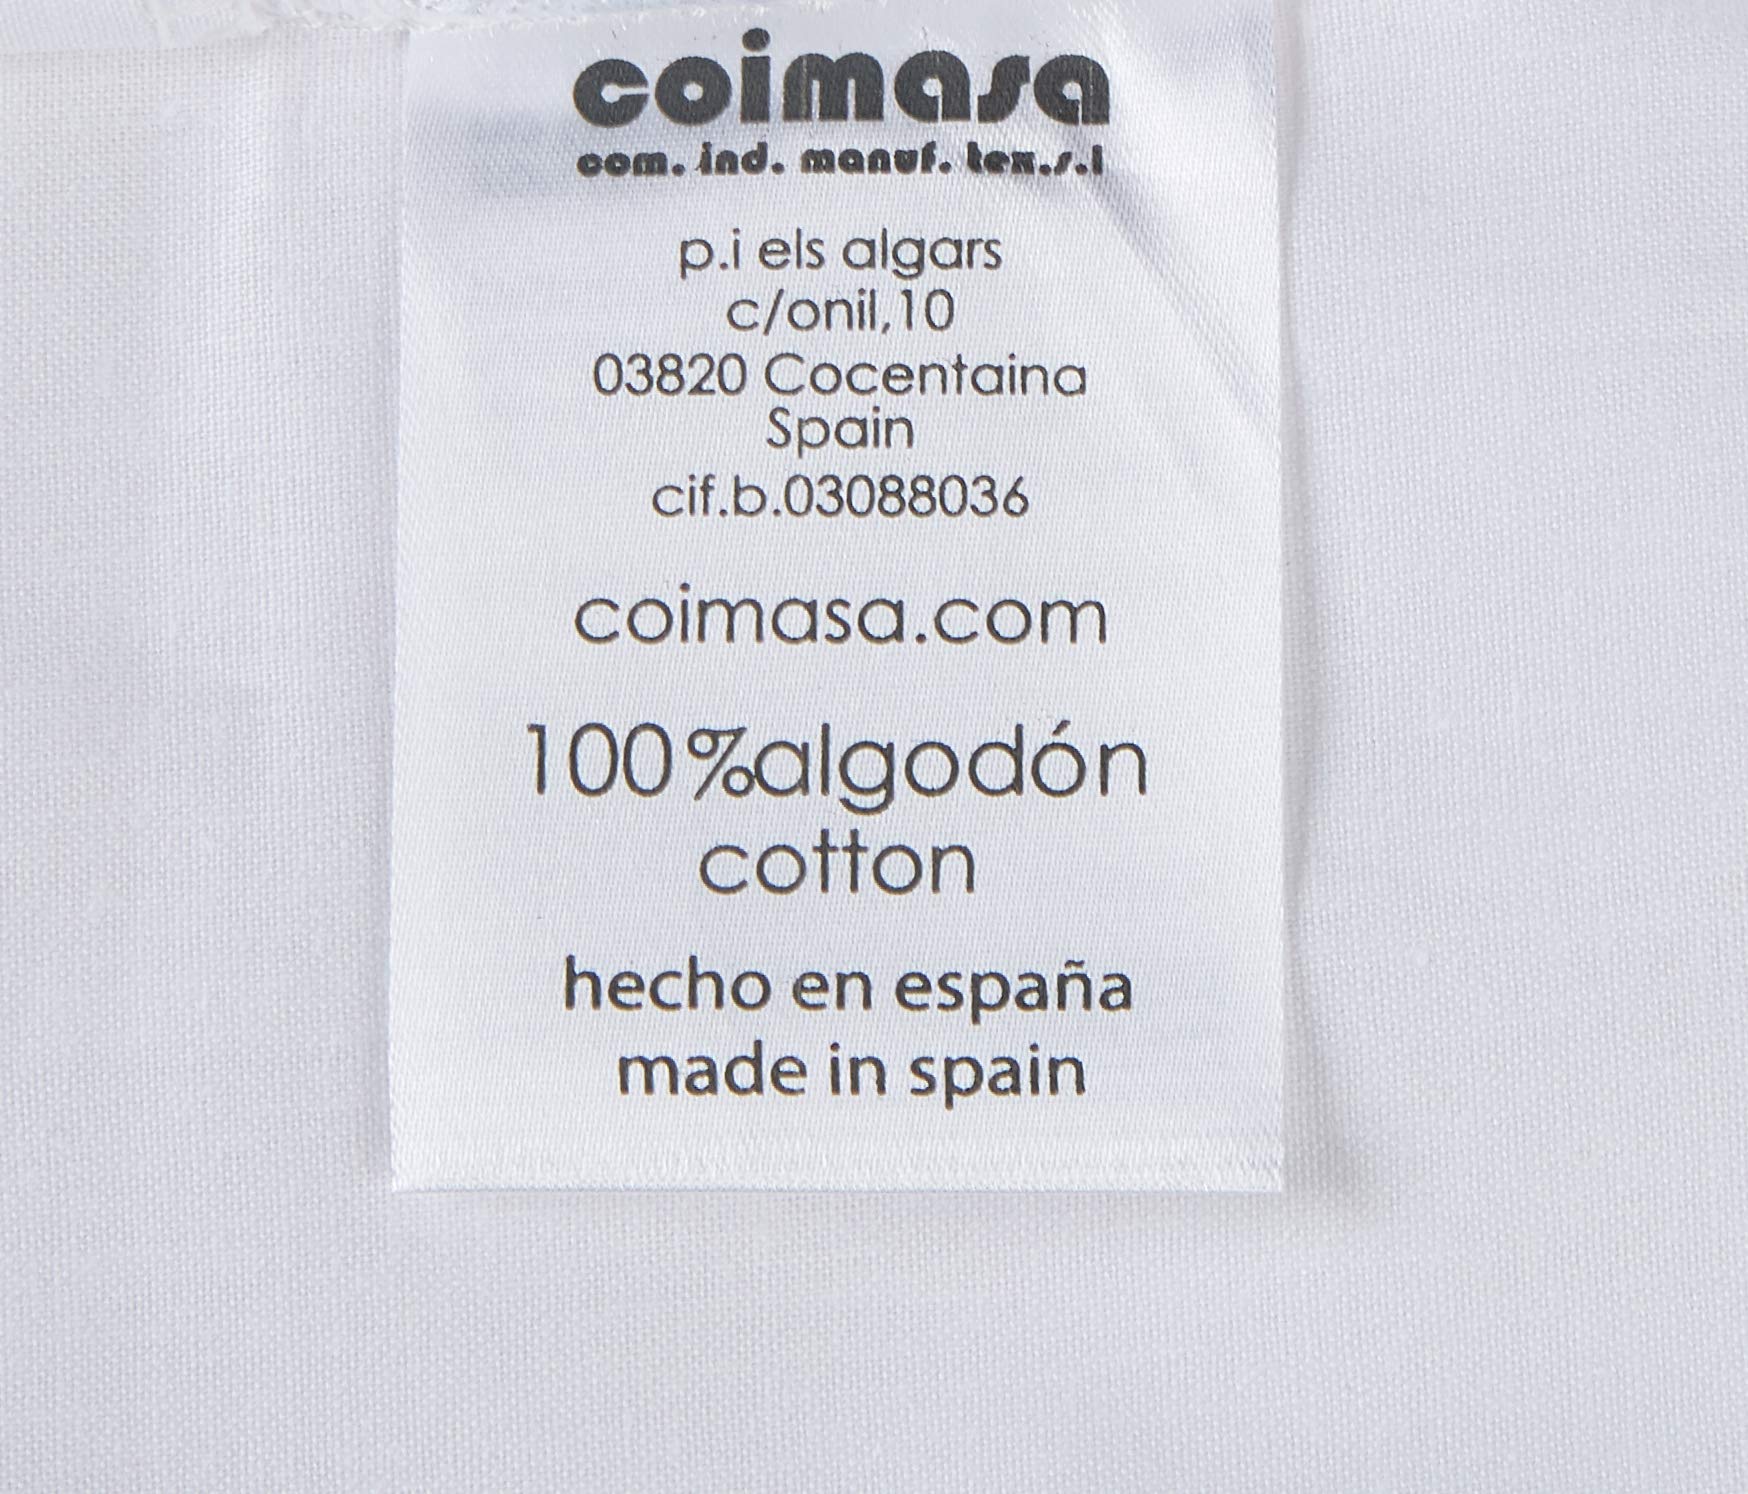 coimasa
com. ind. manuf. tex.s.l
p.i els algars
c/onil,10
03820 Cocentaina
Spain
cif.b.03088036
coimasa.com
100%algodón
cotton
hecho en españa
made in spain